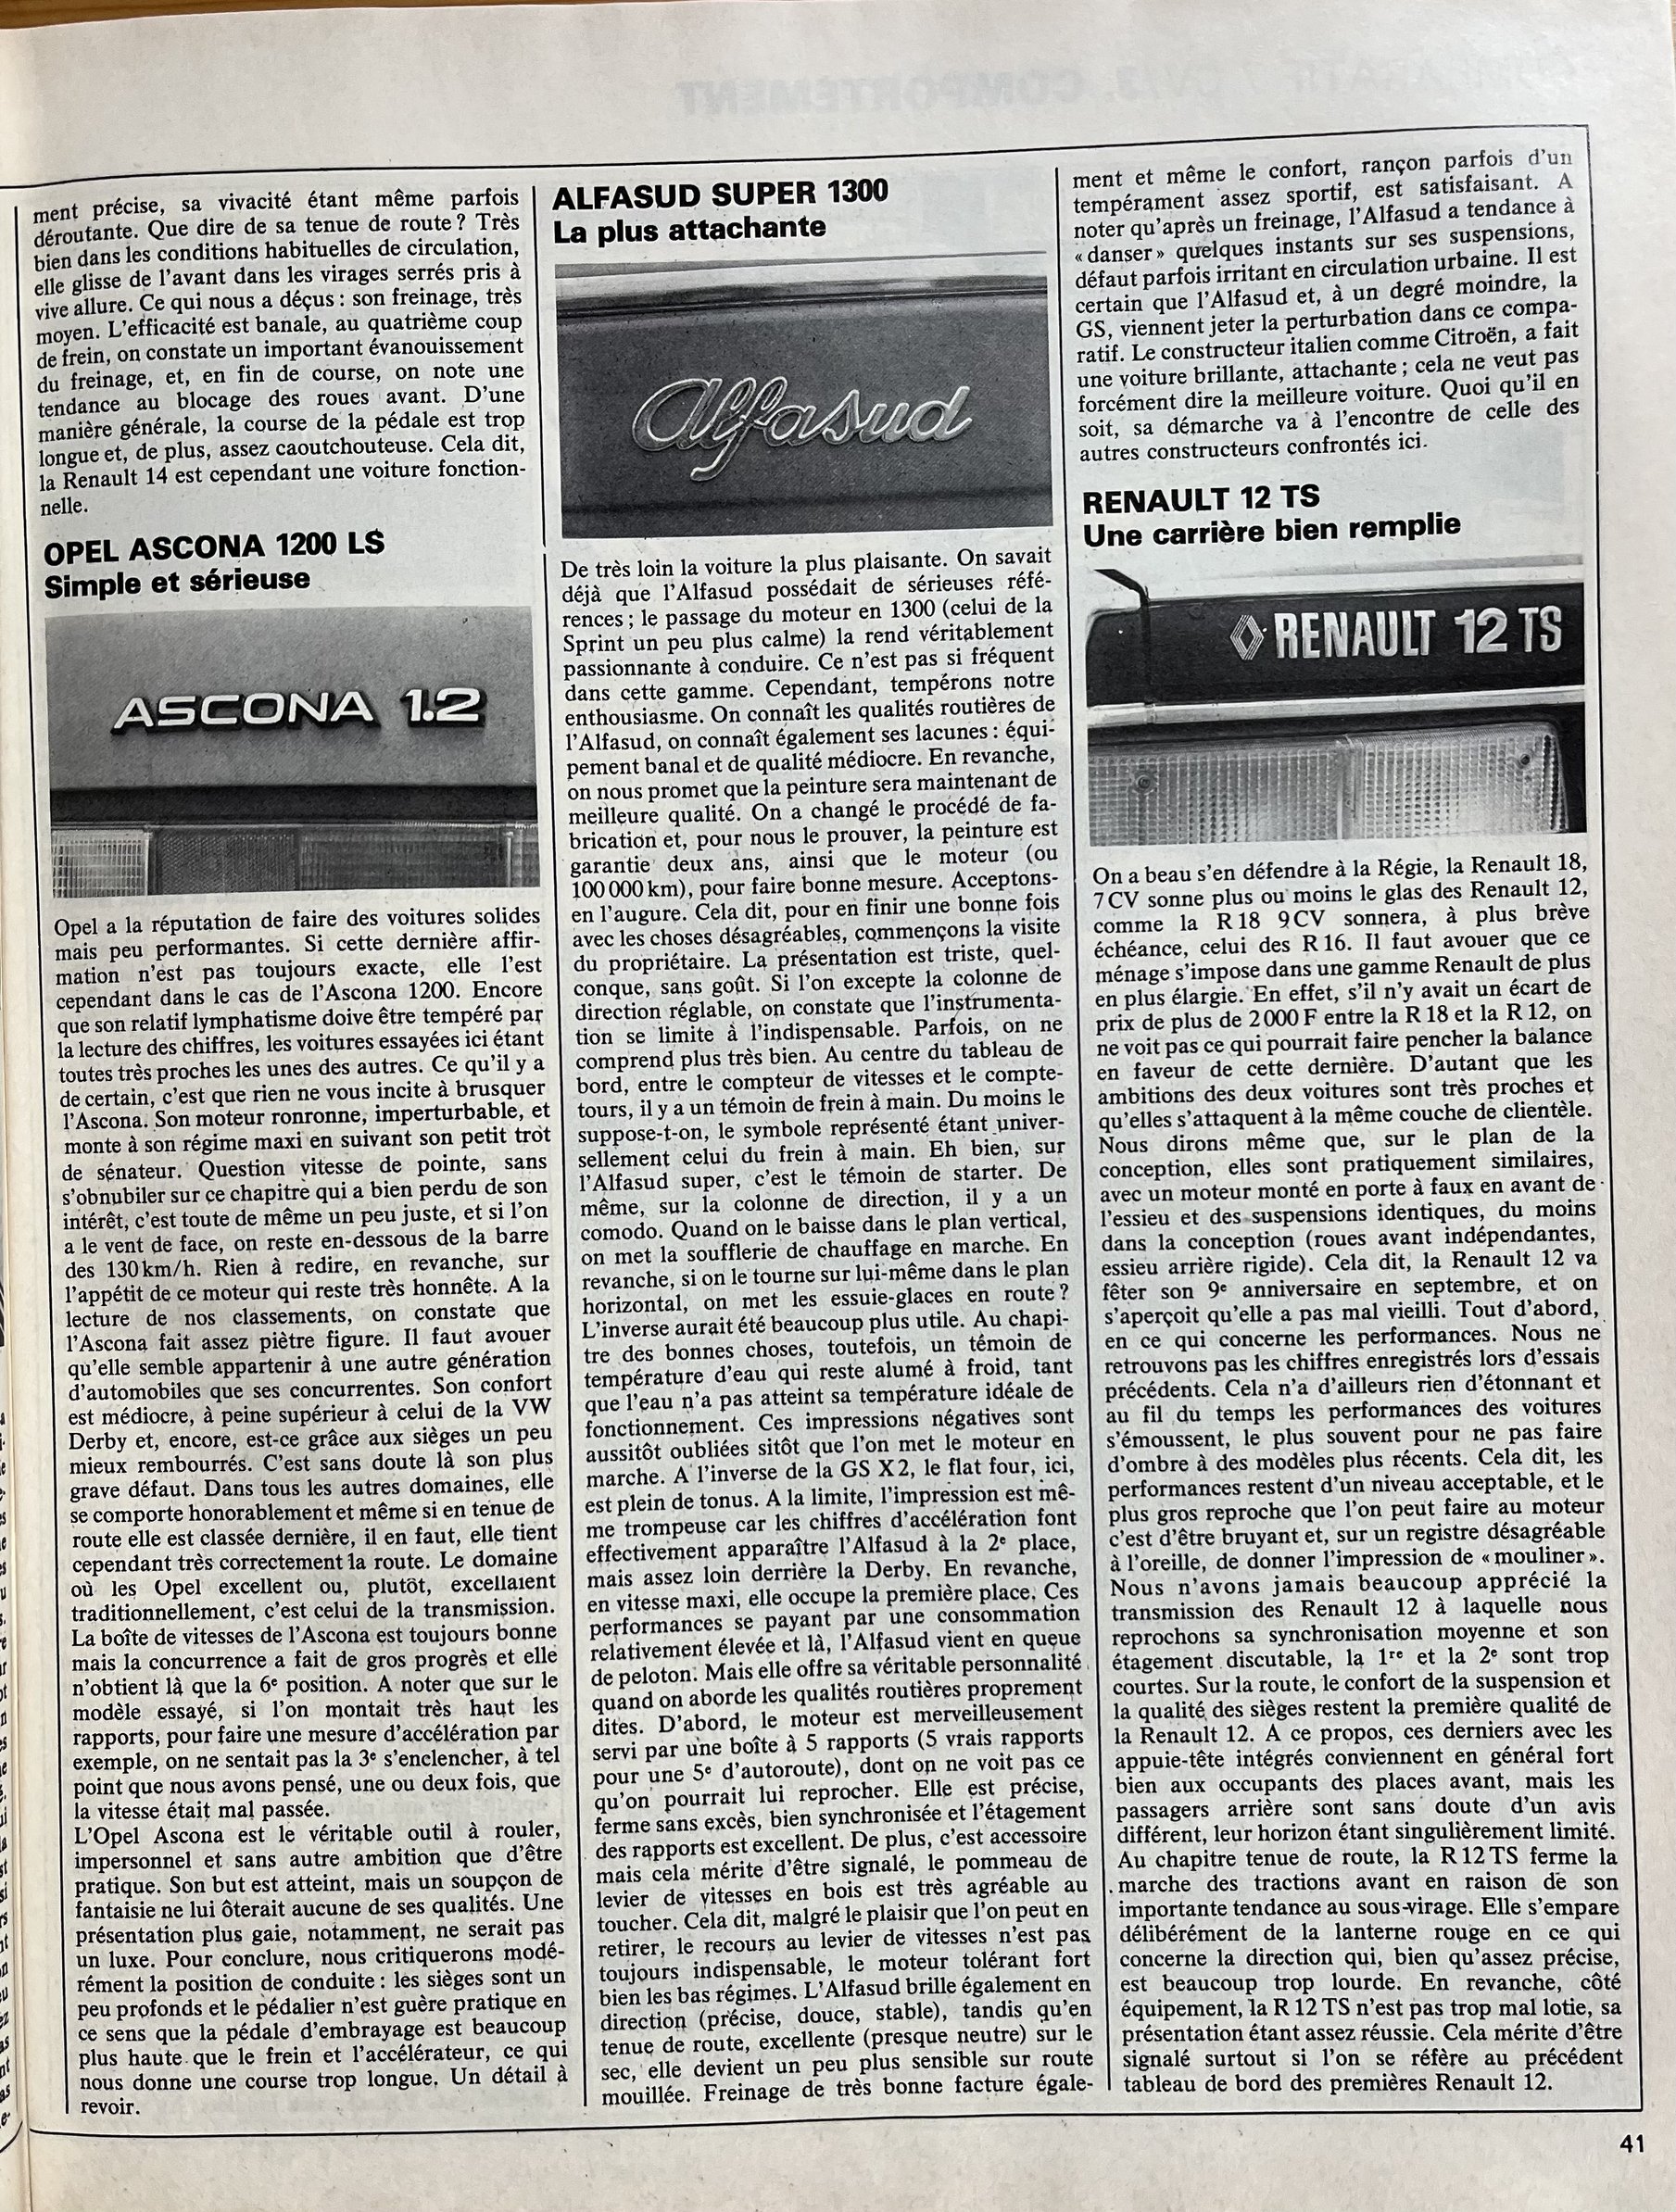 ment précise, sa vivacité étant même parfois
déroutante. Que dire de sa tenue de route ? Très
bien dans les conditions habituelles de circulation,
elle glisse de l'avant dans les virages serrés pris à
vive allure. Ce qui nous a déçus : son freinage, très
moyen. L'efficacité est banale, au quatrième coup
de frein, on constate un important évanouissement
du freinage, et, en fin de course, on note une
tendance au blocage des roues avant. D'une
manière générale, la course de la pédale est trop
longue et, de plus, assez caoutchouteuse. Cela dit,
la Renault 14 est cependant une voiture fonction-
nelle.
OPEL ASCONA 1200 LS
Simple et sérieuse
ASCONA 1.2
Opel a la réputation de faire des voitures solides
mais peu performantes. Si cette dernière affir-
mation n'est pas toujours exacte, elle l'est
cependant dans le cas de l'Ascona 1200. Encore
que son relatif lymphatisme doive être tempéré par
la lecture des chiffres, les voitures essayées ici étant
toutes très proches les unes des autres. Ce qu'il y a
de certain, c'est que rien ne vous incite à brusquer
l'Ascona. Son moteur ronronne, imperturbable, et
monte à son régime maxi en suivant son petit trot
de sénateur. Question vitesse de pointe, sans
s'obnubiler sur ce chapitre qui a bien perdu de son
intérêt, c'est toute de même un peu juste, et si l'on
a le vent de face, on reste en-dessous de la barre
des 130 km/h. Rien à redire, en revanche, sur
l'appétit de ce moteur qui reste très honnête. A la
lecture de nos classements, on constate que
l'Ascona fait assez piètre figure. Il faut avouer
qu'elle semble appartenir à une autre génération
d'automobiles que ses concurrentes. Son confort
est médiocre, à peine supérieur à celui de la VW
Derby et, encore, est-ce grâce aux sièges un peu
mieux rembourrés. C'est sans doute là son plus
grave défaut. Dans tous les autres domaines, elle
se comporte honorablement et même si en tenue de
route elle est classée dernière, il en faut, elle tient
cependant très correctement la route. Le domaine
où les Opel excellent ou, plutôt, excellaient
traditionnellement, c'est celui de la transmission.
La boîte de vitesses de l'Ascona est toujours bonne
mais la concurrence a fait de gros progrès et elle
n'obtient là que la 6e position. A noter que sur le
modèle essayé, si l'on montait très haut les
rapports, pour faire une mesure d'accélération par
exemple, on ne sentait pas la 3e s'enclencher, à tel
point que nous avons pensé, une ou deux fois, que
la vitesse était mal passée.
L'Opel Ascona est le véritable outil à rouler,
impersonnel et sans autre ambition que d'être
pratique. Son but est atteint, mais un soupçon de
fantaisie ne lui ôterait aucune de ses qualités. Une
présentation plus gaie, notamment, ne serait pas
un luxe. Pour conclure, nous critiquerons modé-
rément la position de conduite : les sièges sont un
peu profonds et le pédalier n'est guère pratique en
ce sens que la pédale d'embrayage est beaucoup
plus haute que le frein et l'accélérateur, ce qui
nous donne une course trop longue. Un détail à
revoir.
ALFASUD SUPER 1300
La plus attachante
Alfasud
De très loin la voiture la plus plaisante. On savait
déjà que l'Alfasud possédait de sérieuses réfé-
rences ; le passage du moteur en 1300 (celui de la
Sprint un peu plus calme) la rend véritablement
passionnante à conduire. Ce n'est pas si fréquent
dans cette gamme. Cependant, tempérons notre
enthousiasme. On connaît les qualités routières de
l'Alfasud, on connaît également ses lacunes : équi-
pement banal et de qualité médiocre. En revanche,
on nous promet que la peinture sera maintenant de
meilleure qualité. On a changé le procédé de fa-
brication et, pour nous le prouver, la peinture est
garantie deux ans, ainsi que le moteur (ou
100 000 km), pour faire bonne mesure. Acceptons-
en l'augure. Cela dit, pour en finir une bonne fois
avec les choses désagréables, commençons la visite
du propriétaire. La présentation est triste, quel-
conque, sans goût. Si l'on excepte la colonne de
direction réglable, on constate que l'instrumenta-
tion se limite à l'indispensable. Parfois, on ne
comprend plus très bien. Au centre du tableau de
bord, entre le compteur de vitesses et le compte-
tours, il y a un témoin de frein à main. Du moins le
suppose-t-on, le symbole représenté étant univer-
sellement celui du frein à main. Eh bien, sur
l'Alfasud super, c'est le témoin de starter. De
même, sur la colonne de direction, il y a un
comodo. Quand on le baisse dans le plan vertical,
on met la soufflerie de chauffage en marche. En
revanche, si on le tourne sur lui-même dans le plan
horizontal, on met les essuie-glaces en route ?
L'inverse aurait été beaucoup plus utile. Au chapi-
tre des bonnes choses, toutefois, un témoin de
température d'eau qui reste alumé à froid, tant
que l'eau n'a pas atteint sa température idéale de
fonctionnement. Ces impressions négatives sont
aussitôt oubliées sitôt que l'on met le moteur en
marche. A l'inverse de la GS X2, le flat four, ici,
est plein de tonus. A la limite, l'impression est mê-
me trompeuse car les chiffres d'accélération font
effectivement apparaître l'Alfasud à la 2e place,
mais assez loin derrière la Derby. En revanche,
en vitesse maxi, elle occupe la première place. Ces
performances se payant par une consommation
relativement élevée et là, l'Alfasud vient en queue
de peloton. Mais elle offre sa véritable personnalité
quand on aborde les qualités routières proprement
dites. D'abord, le moteur est merveilleusement
servi par une boîte à 5 rapports (5 vrais rapports
pour une 5e d'autoroute), dont on ne voit pas ce
qu'on pourrait lui reprocher. Elle est précise,
ferme sans excès, bien synchronisée et l'étagement
des rapports est excellent. De plus, c'est accessoire
mais cela mérite d'être signalé, le pommeau de
levier de vitesses en bois est très agréable au
toucher. Cela dit, malgré le plaisir que l'on peut en
retirer, le recours au levier de vitesses n'est pas
toujours indispensable, le moteur tolérant fort
bien les bas régimes. L'Alfasud brille également en
direction (précise, douce, stable), tandis qu'en
tenue de route, excellente (presque neutre) sur le
sec, elle devient un peu plus sensible sur route
mouillée. Freinage de très bonne facture égale-
ment et même le confort, rançon parfois d'un
tempérament assez sportif, est satisfaisant. A
noter qu'après un freinage, l'Alfasud a tendance à
« danser » quelques instants sur ses suspensions,
défaut parfois irritant en circulation urbaine. Il est
certain que l'Alfasud et, à un degré moindre, la
GS, viennent jeter la perturbation dans ce compa-
ratif. Le constructeur italien comme Citroën, a fait
une voiture brillante, attachante ; cela ne veut pas
forcément dire la meilleure voiture. Quoi qu'il en
soit, sa démarche va à l'encontre de celle des
autres constructeurs confrontés ici.
RENAULT 12 TS
Une carrière bien remplie
RENAULT 12 TS
On a beau s'en défendre à la Régie, la Renault 18,
7 CV sonne plus ou moins le glas des Renault 12,
comme la R 18 9 CV sonnera, à plus brève
échéance, celui des R 16. Il faut avouer que ce
ménage s'impose dans une gamme Renault de plus
en plus élargie. En effet, s'il n'y avait un écart de
prix de plus de 2 000 F entre la R 18 et la R 12, on
ne voit pas ce qui pourrait faire pencher la balance
en faveur de cette dernière. D'autant que les
ambitions des deux voitures sont très proches et
qu'elles s'attaquent à la même couche de clientèle.
Nous dirons même que, sur le plan de la
conception, elles sont pratiquement similaires,
avec un moteur monté en porte à faux en avant de
l'essieu et des suspensions identiques, du moins
dans la conception (roues avant indépendantes,
essieu arrière rigide). Cela dit, la Renault 12 va
fêter son 9e anniversaire en septembre, et on
s'aperçoit qu'elle a pas mal vieilli. Tout d'abord,
en ce qui concerne les performances. Nous ne
retrouvons pas les chiffres enregistrés lors d'essais
précédents. Cela n'a d'ailleurs rien d'étonnant et
au fil du temps les performances des voitures
s'émoussent, le plus souvent pour ne pas faire
d'ombre à des modèles plus récents. Cela dit, les
performances restent d'un niveau acceptable, et le
plus gros reproche que l'on peut faire au moteur
c'est d'être bruyant et, sur un registre désagréable
à l'oreille, de donner l'impression de « mouliner ».
Nous n'avons jamais beaucoup apprécié la
transmission des Renault 12 à laquelle nous
reprochons sa synchronisation moyenne et son
étagement discutable, la 1re et la 2e sont trop
courtes. Sur la route, le confort de la suspension et
la qualité des sièges restent la première qualité de
la Renault 12. A ce propos, ces derniers avec les
appuie-tête intégrés conviennent en général fort
bien aux occupants des places avant, mais les
passagers arrière sont sans doute d'un avis
différent, leur horizon étant singulièrement limité.
Au chapitre tenue de route, la R 12 TS ferme la
marche des tractions avant en raison de son
importante tendance au sous-virage. Elle s'empare
délibérément de la lanterne rouge en ce qui
concerne la direction qui, bien qu'assez précise,
est beaucoup trop lourde. En revanche, côté
équipement, la R 12 TS n'est pas trop mal lotie, sa
présentation étant assez réussie. Cela mérite d'être
signalé surtout si l'on se réfère au précédent
tableau de bord des premières Renault 12.
41